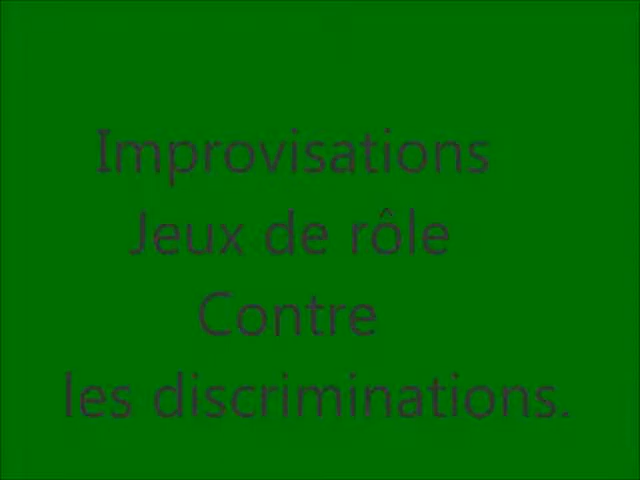 Improvisations
Jeux de rôle
Contre
les discriminations.